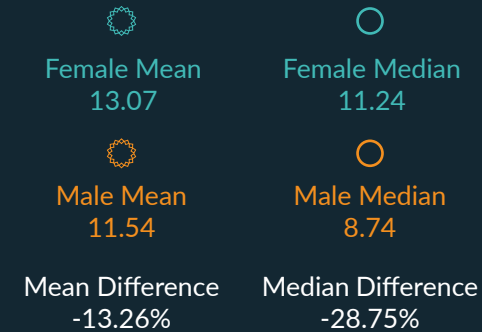 Female Mean
13.07
Female Median
11.24
Male Mean
11.54
Male Median
8.74
Mean Difference
-13.26%
Median Difference
-28.75%